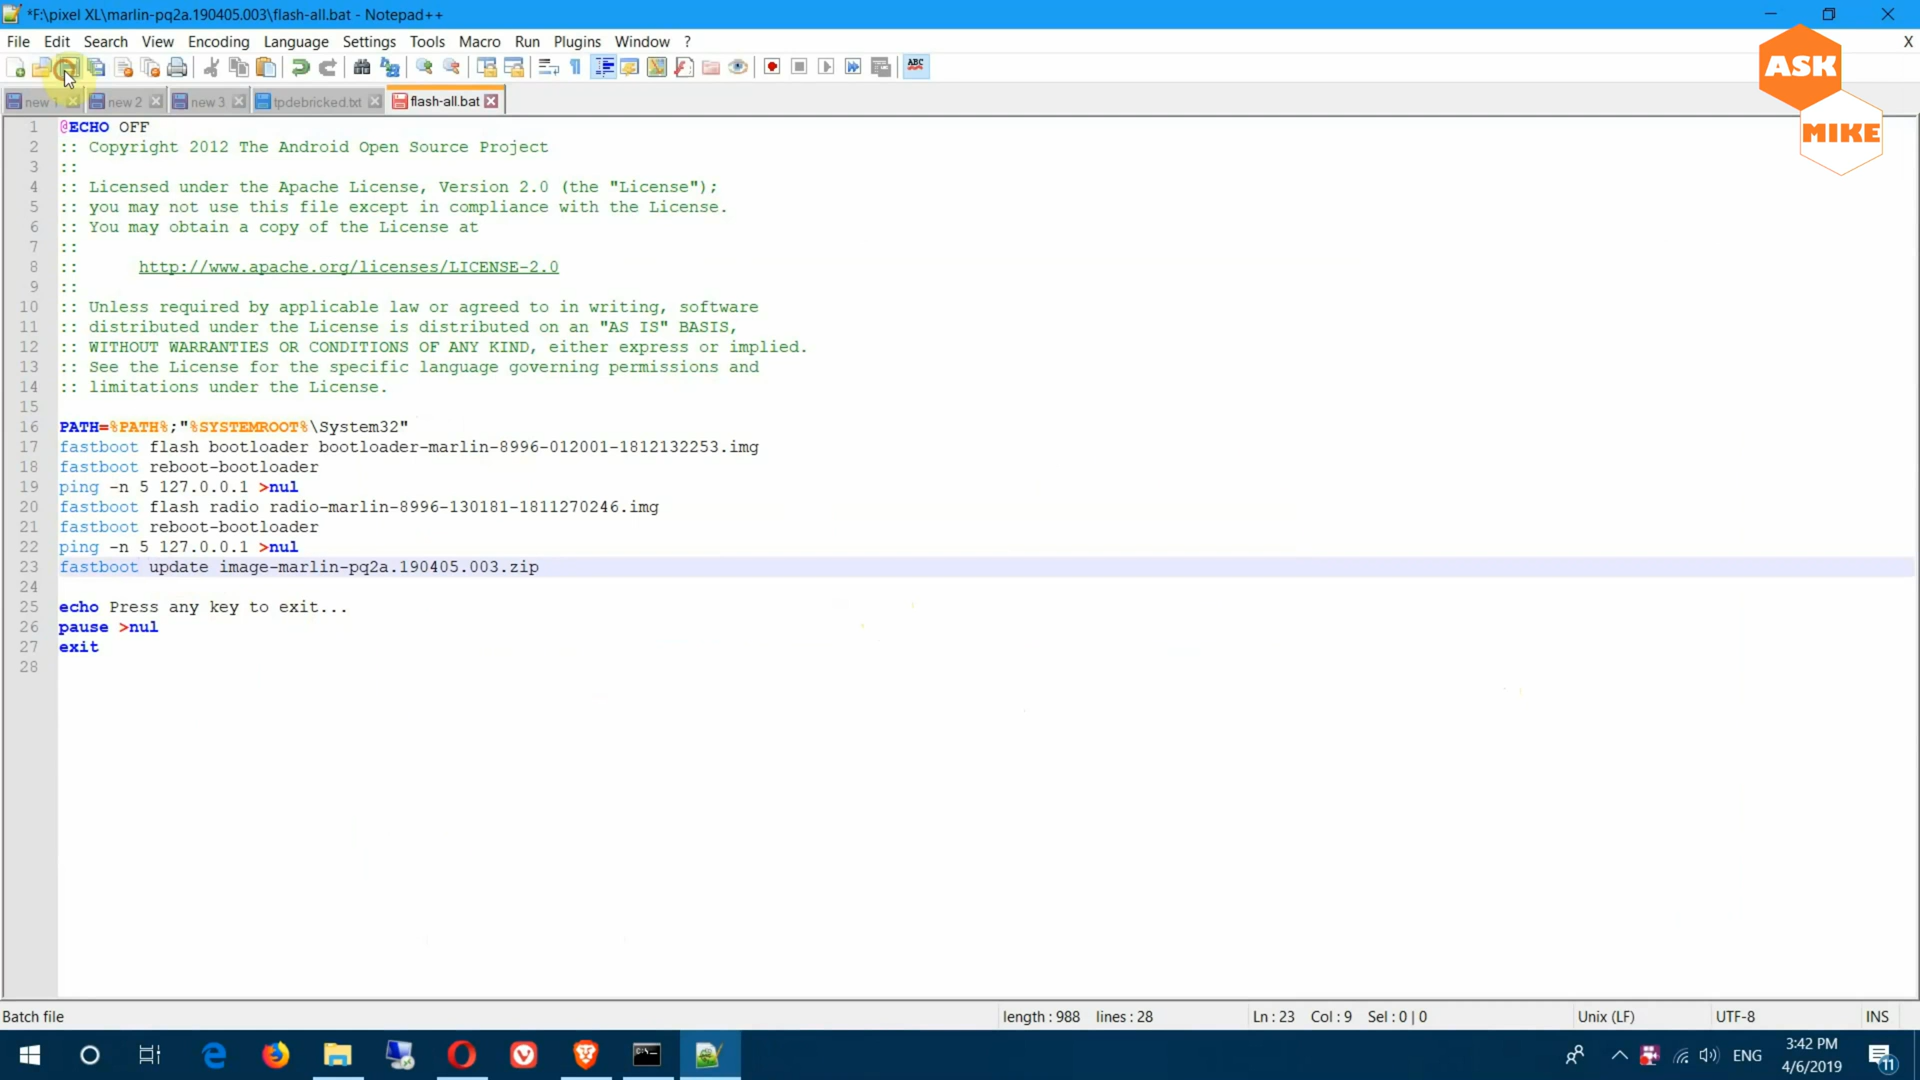 *F:\pixel XL\marlin-pq2a.190405.003\flash-all.bat - Notepad++
File Edit Search View Encoding Language Settings Tools Macro Run Plugins Window ? X
ABC
new 1 new 2 new 3 tpdebricked.txt flash-all.bat
ASK
MIKE
1 @ECHO OFF
2 :: Copyright 2012 The Android Open Source Project
3 ::
4 :: Licensed under the Apache License, Version 2.0 (the "License");
5 :: you may not use this file except in compliance with the License.
6 :: You may obtain a copy of the License at
7 ::
8 :: http://www.apache.org/licenses/LICENSE-2.0
9 ::
10 :: Unless required by applicable law or agreed to in writing, software
11 :: distributed under the License is distributed on an "AS IS" BASIS,
12 :: WITHOUT WARRANTIES OR CONDITIONS OF ANY KIND, either express or implied.
13 :: See the License for the specific language governing permissions and
14 :: limitations under the License.
15
16 PATH=%PATH%;"%SYSTEMROOT%\System32"
17 fastboot flash bootloader bootloader-marlin-8996-012001-1812132253.img
18 fastboot reboot-bootloader
19 ping -n 5 127.0.0.1 >nul
20 fastboot flash radio radio-marlin-8996-130181-1811270246.img
21 fastboot reboot-bootloader
22 ping -n 5 127.0.0.1 >nul
23 fastboot update image-marlin-pq2a.190405.003.zip
24
25 echo Press any key to exit...
26 pause >nul
27 exit
28
Batch file length : 988 lines : 28 Ln : 23 Col : 9 Sel : 0 | 0 Unix (LF) UTF-8 INS
ENG 3:42 PM
4/6/2019
11